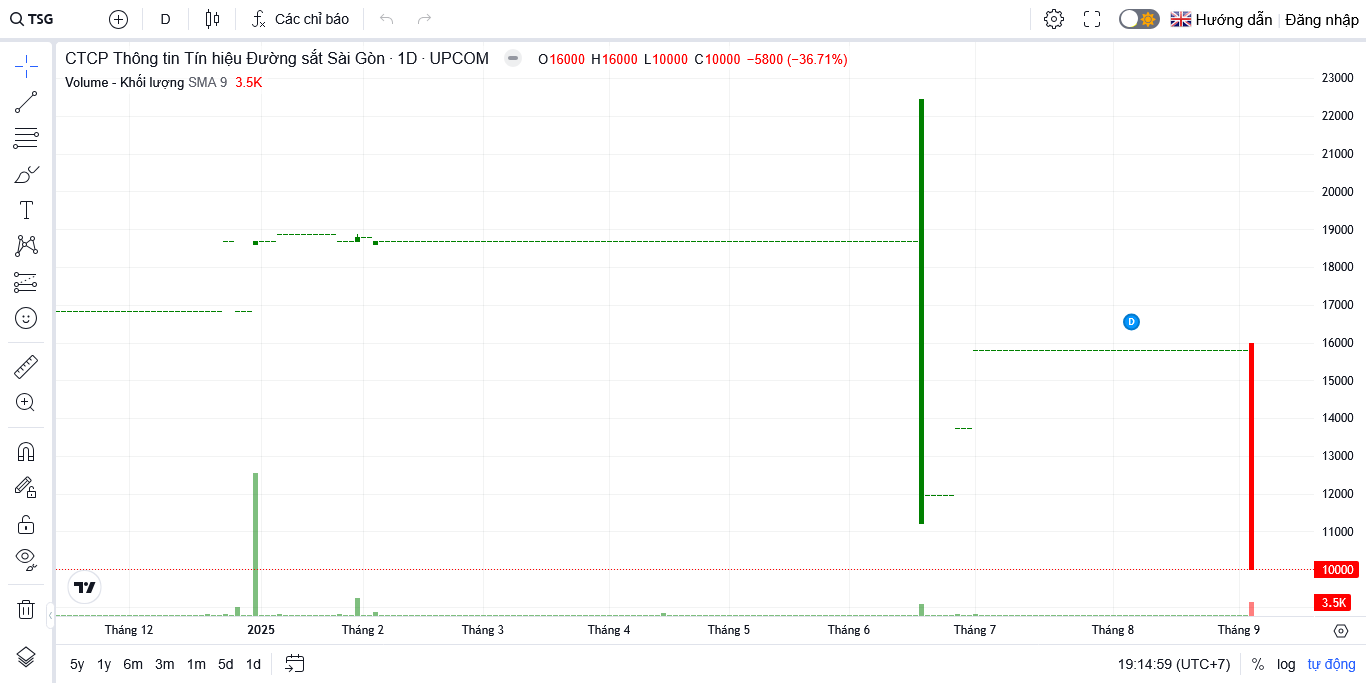 TSG D Các chỉ báo Hướng dẫn Đăng nhập
CTCP Thông tin Tín hiệu Đường sắt Sài Gòn · 1D · UPCOM O16000 H16000 L10000 C10000 −5800 (−36.71%)
Volume - Khối lượng SMA 9 3.5K
23000
22000
21000
20000
19000
18000
17000
16000
15000
14000
13000
12000
11000
10000
3.5K
D
Tháng 12 2025 Tháng 2 Tháng 3 Tháng 4 Tháng 5 Tháng 6 Tháng 7 Tháng 8 Tháng 9
5y 1y 6m 3m 1m 5d 1d 19:14:59 (UTC+7) % log tự động